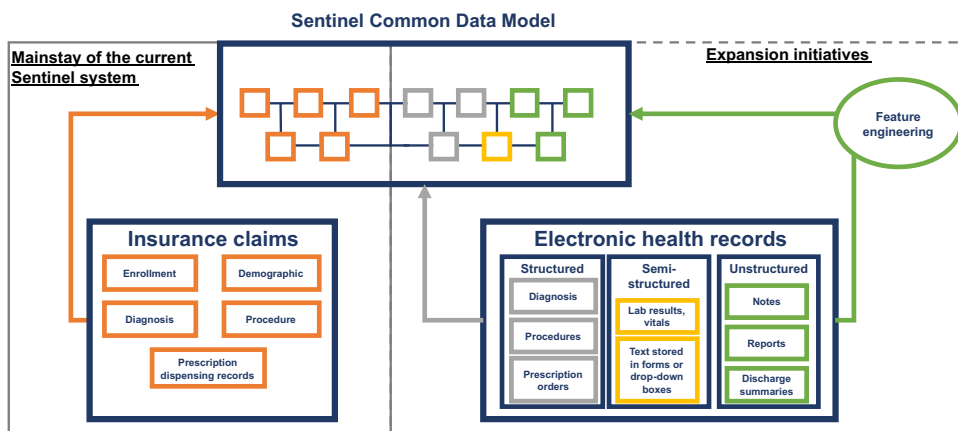 Sentinel Common Data Model
Mainstay of the current
Sentinel system
Expansion initiatives
Feature
engineering
Insurance claims
Enrollment
Demographic
Diagnosis
Procedure
Prescription
dispensing records
Electronic health records
Structured
Diagnosis
Procedures
Prescription
orders
Semi-
structured
Lab results,
vitals
Text stored
in forms or
drop-down
boxes
Unstructured
Notes
Reports
Discharge
summaries